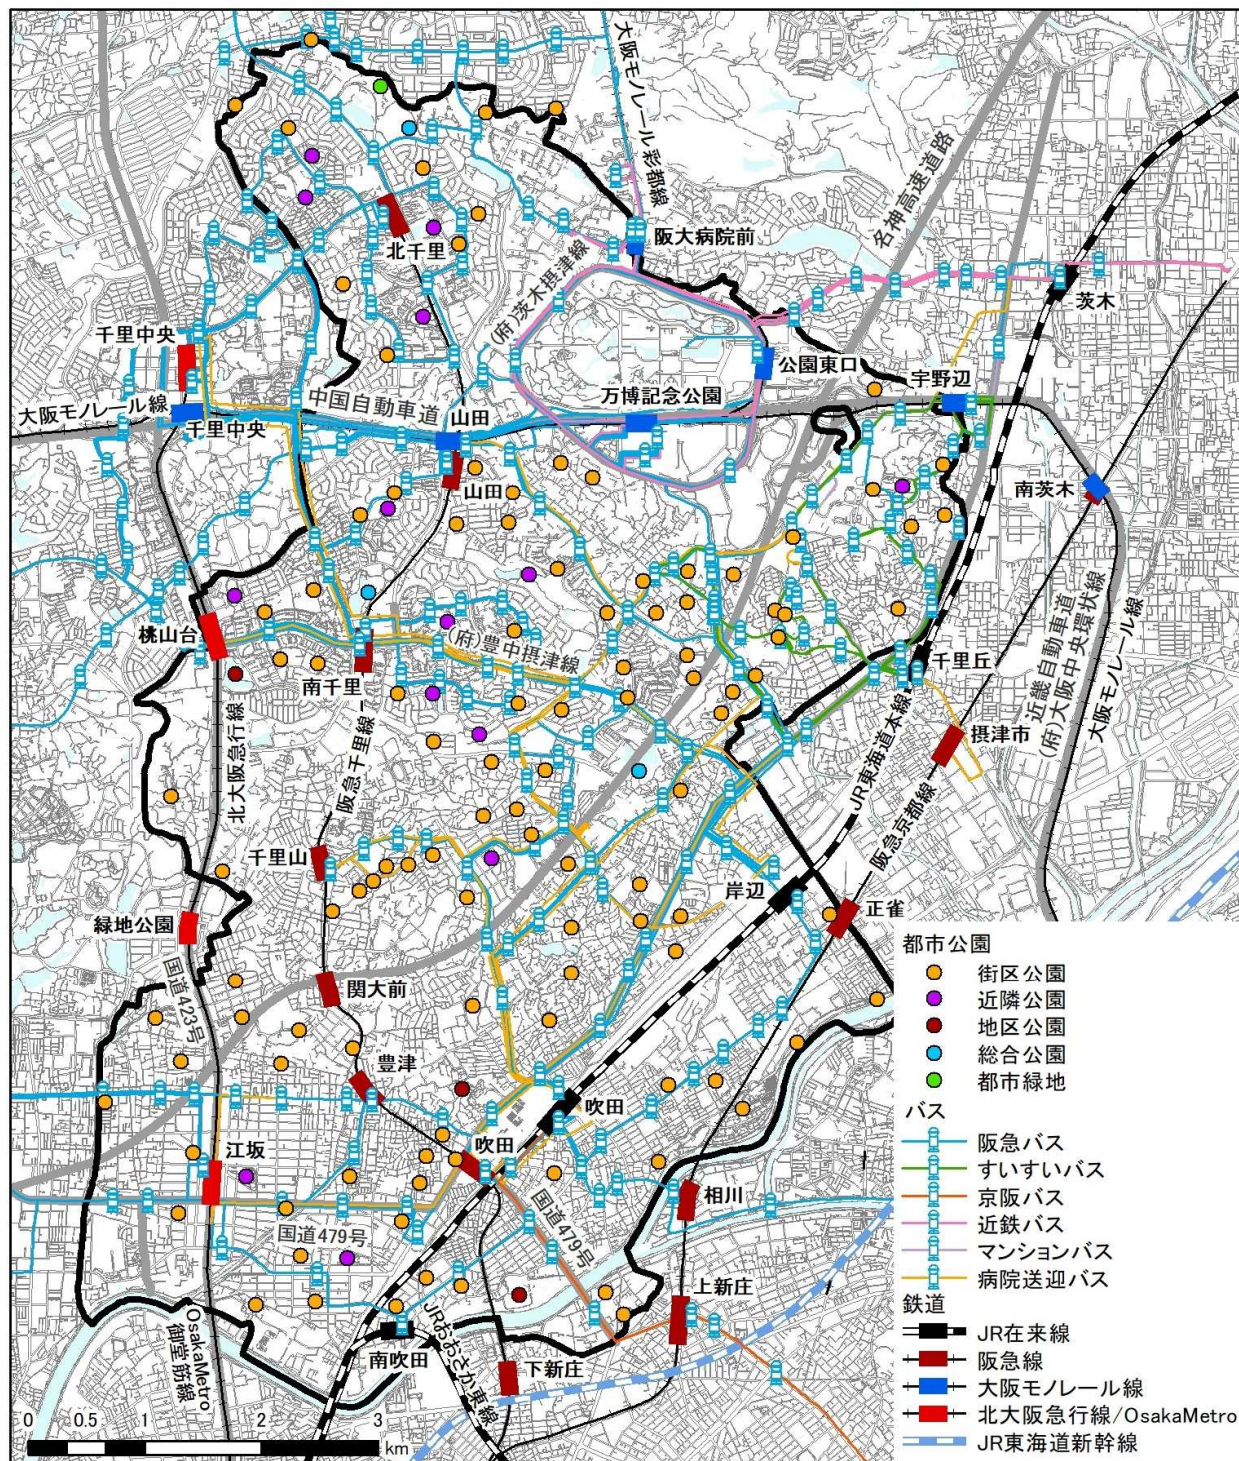 大阪モノレール彩都線
名神高速道路
阪大病院前
北千里
(府)茨木摂津線
茨木
千里中央
公園東口
宇野辺
大阪モノレール線
中国自動車道
万博記念公園
千里中央
山田
山田
南茨木
桃山台
(府)豊中摂津線
南千里
千里丘
近畿自動車道
(府)大阪中央環状線
大阪モノレール線
摂津市
北大阪急行線
阪急千里線
JR東海道本線
阪急京都線
千里山
岸辺
正雀
緑地公園
国道423号
関大前
豊津
吹田
江坂
吹田
相川
国道479号
国道479号
上新庄
OsakaMetro
御堂筋線
南吹田
JRおおさか東線
下新庄
0 0.5 1 2 3
km
都市公園
街区公園
近隣公園
地区公園
総合公園
都市緑地
バス
阪急バス
すいすいバス
京阪バス
近鉄バス
マンションバス
病院送迎バス
鉄道
JR在来線
阪急線
大阪モノレール線
北大阪急行線/OsakaMetro
JR東海道新幹線